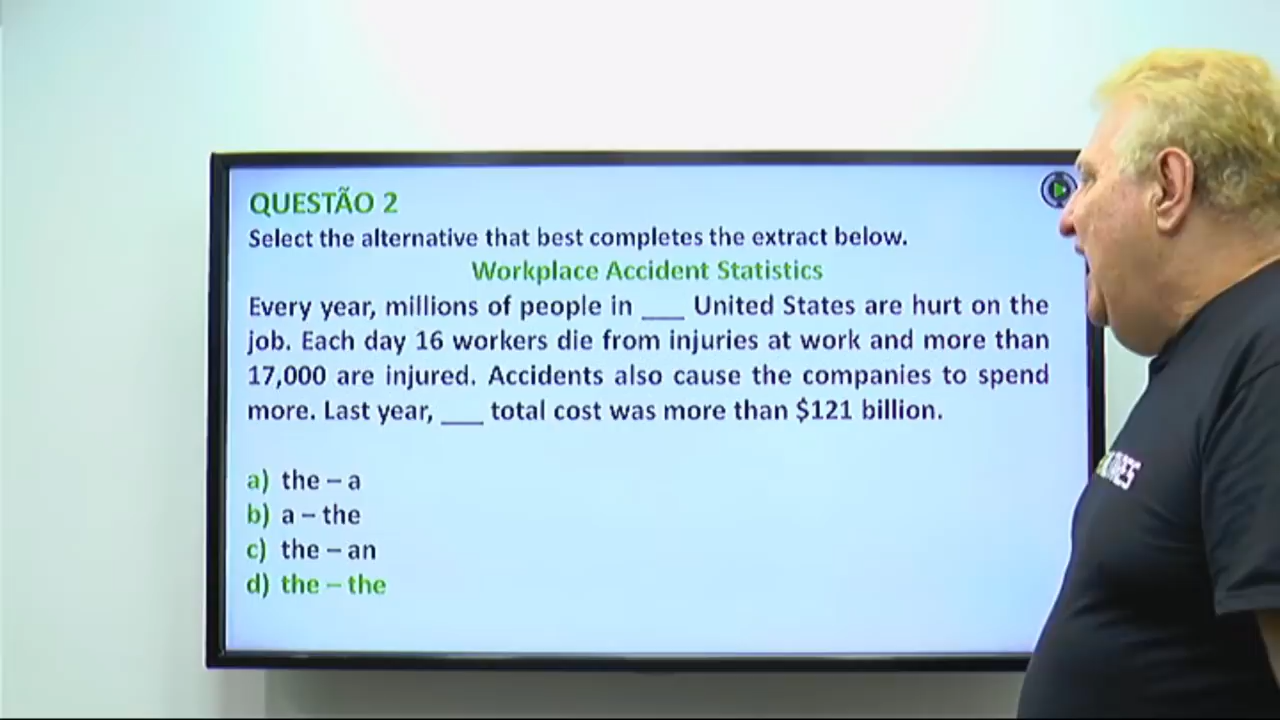 QUESTÃO 2
Select the alternative that best completes the extract below.
Workplace Accident Statistics
Every year, millions of people in ___ United States are hurt on the
job. Each day 16 workers die from injuries at work and more than
17,000 are injured. Accidents also cause the companies to spend
more. Last year, ___ total cost was more than $121 billion.
a) the – a
b) a – the
c) the – an
d) the – the